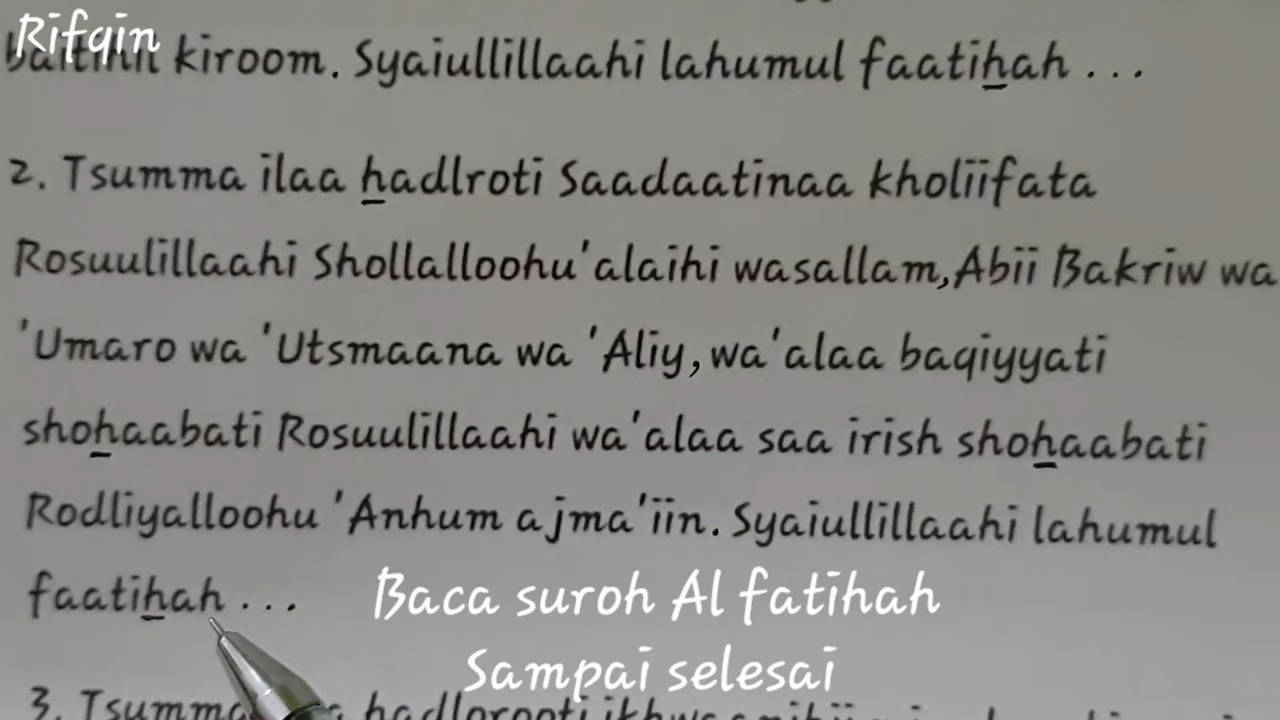 Rifqin
kiroom. Syaiullillaahi lahumul faatihah ...
2. Tsumma ilaa hadlroti Saadaatinaa kholiifata
Rosuulillaahi Shollalloohu'alaihi wasallam, Abii Bakriw wa
'Umaro wa 'Utsmaana wa 'Aliy, wa'alaa baqiyyati
shohaabati Rosuulillaahi wa'alaa saa irish shohaabati
Rodliyalloohu 'Anhum ajma'iin. Syaiullillaahi lahumul
faatihah ...
Baca suroh Al fatihah
Sampai selesai
3. Tsumma